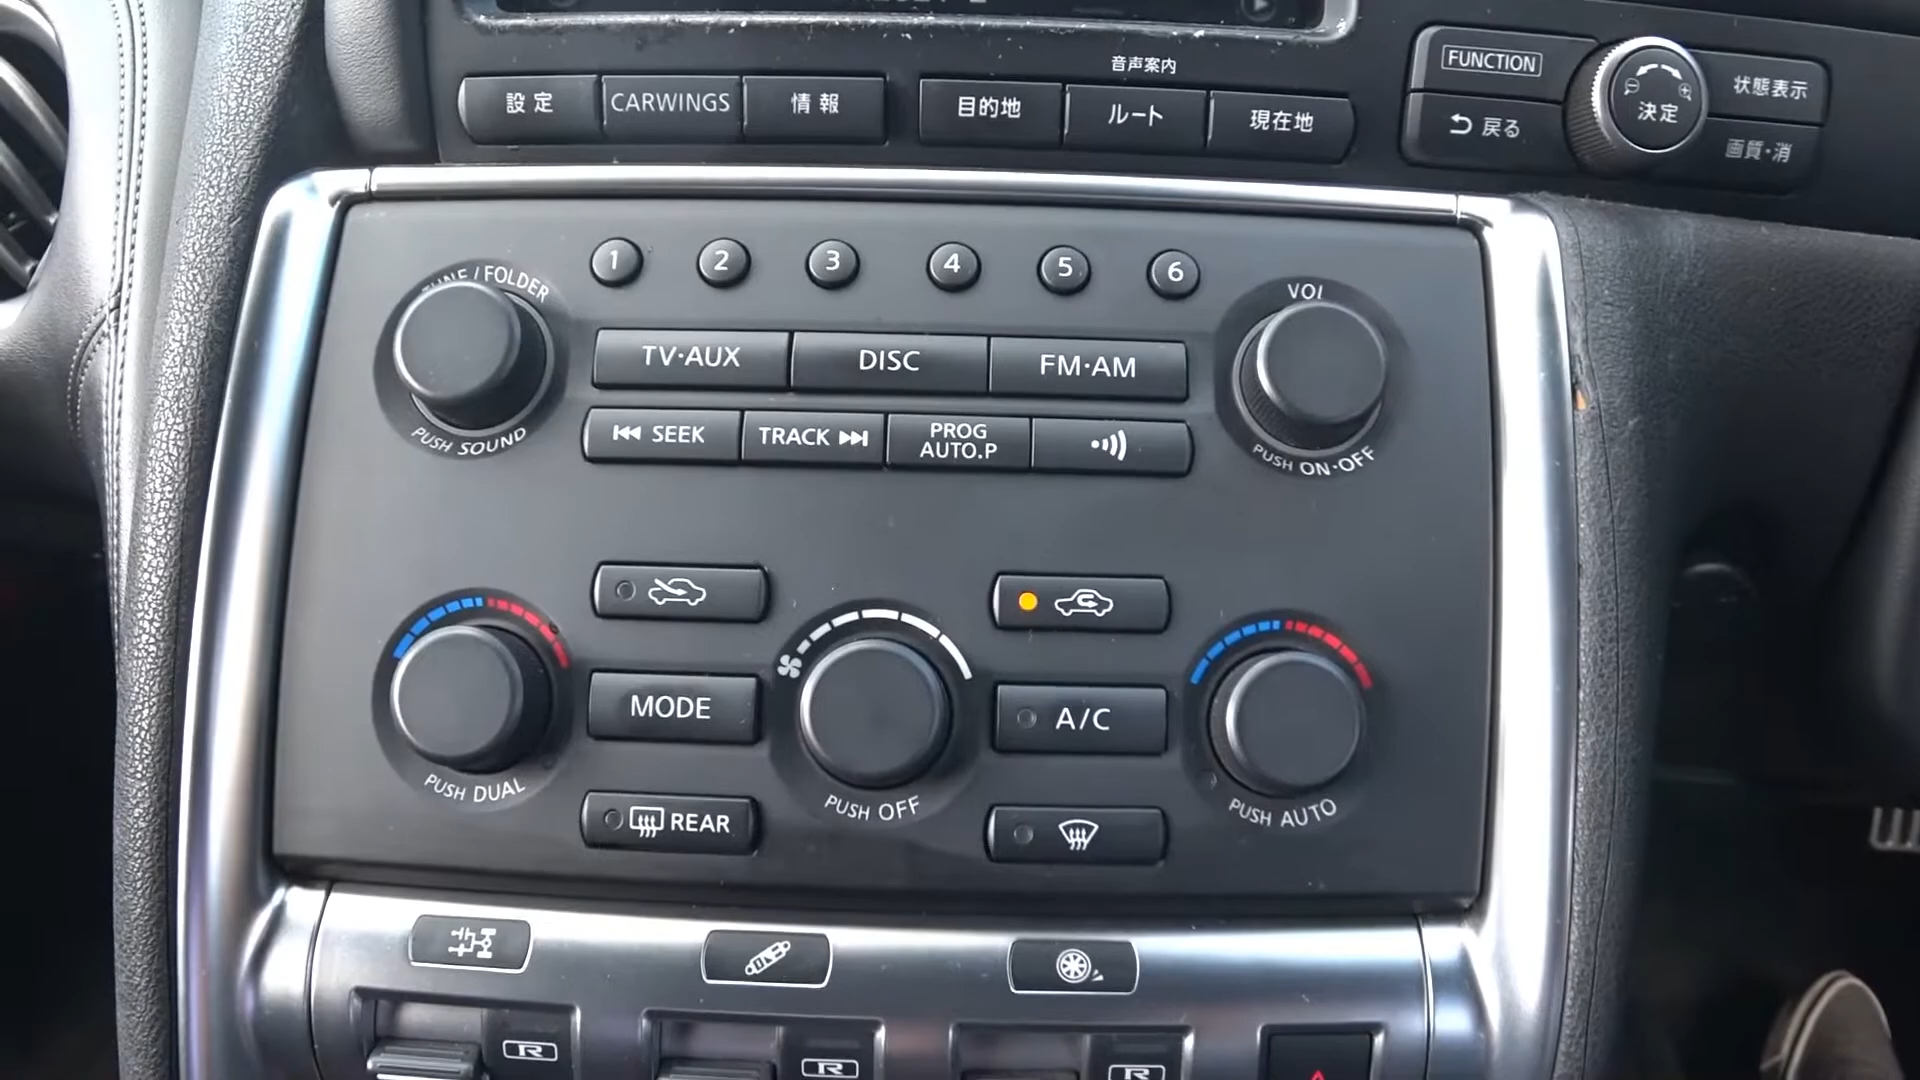 音声案内
設定 CARWINGS 情報 目的地 ルート 現在地
FUNCTION
戻る
決定
状態表示
画質・消
TUNE / FOLDER
PUSH SOUND
1 2 3 4 5 6
VOL
PUSH ON・OFF
TV・AUX DISC FM・AM
SEEK TRACK PROG AUTO.P
PUSH DUAL
MODE
REAR
PUSH OFF
A/C
PUSH AUTO
R R R